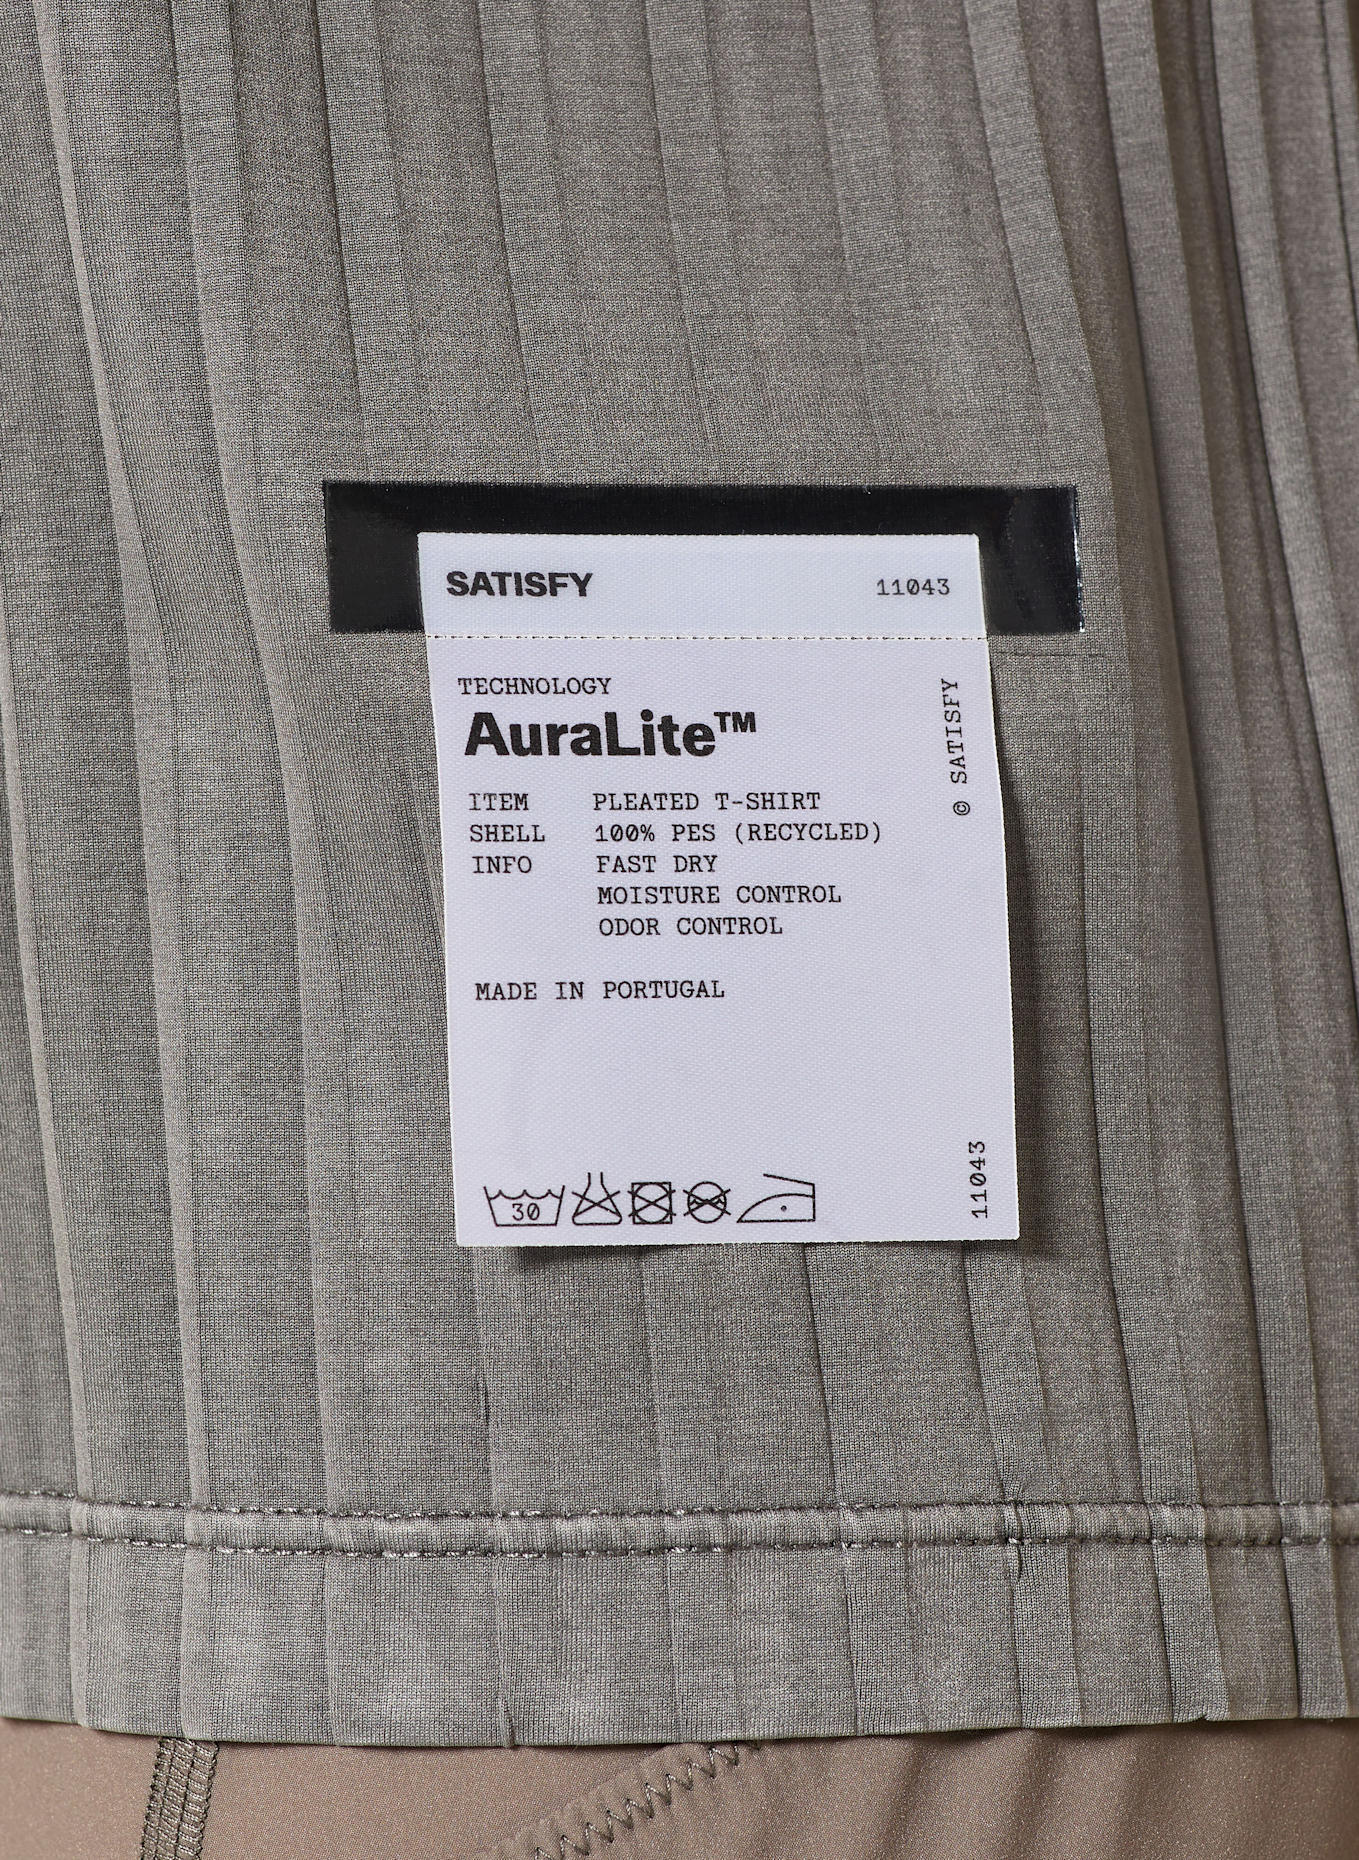 SATISFY 11043
TECHNOLOGY
AuraLite™
ITEM PLEATED T-SHIRT
SHELL 100% PES (RECYCLED)
INFO FAST DRY
MOISTURE CONTROL
ODOR CONTROL
MADE IN PORTUGAL
© SATISFY
30
11043